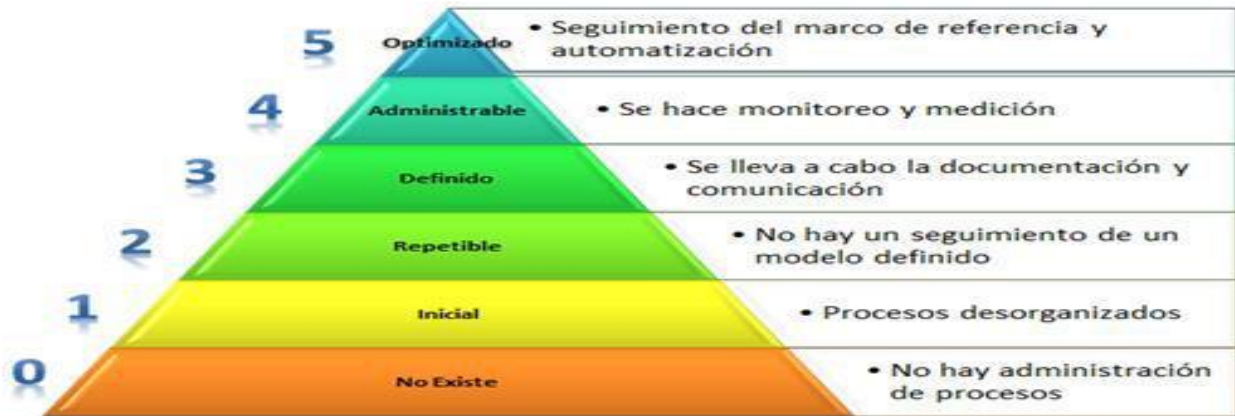 5
Optimizado
• Seguimiento del marco de referencia y
automatización
4
Administrable
• Se hace monitoreo y medición
3
Definido
• Se lleva a cabo la documentación y
comunicación
2
Repetible
• No hay un seguimiento de un
modelo definido
1
Inicial
• Procesos desorganizados
0
No Existe
• No hay administración
de procesos